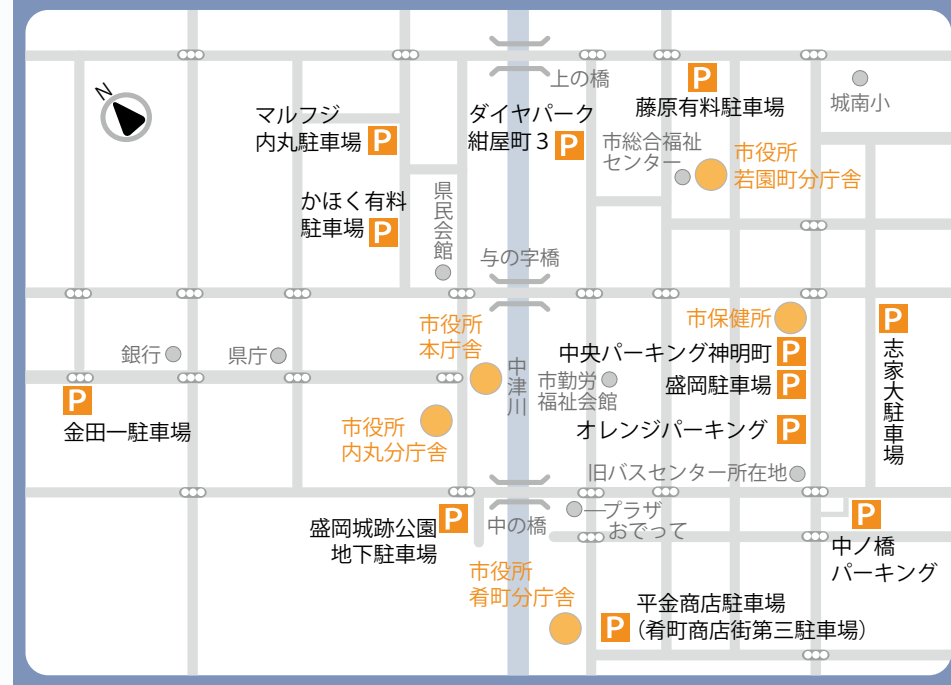 N
上の橋
P
藤原有料駐車場
城南小
マルフジ
内丸駐車場 P
ダイヤパーク
紺屋町3 P
市総合福祉
センター
市役所
若園町分庁舎
かほく有料
駐車場 P
県民会館
与の字橋
市役所
本庁舎
市保健所
P
志家大駐車場
銀行
県庁
中津川
中央パーキング神明町 P
市勤労
福祉会館
盛岡駐車場 P
P
金田一駐車場
市役所
内丸分庁舎
オレンジパーキング P
旧バスセンター所在地
盛岡城跡公園
地下駐車場
P
中の橋
プラザ
おでって
P
中ノ橋
パーキング
市役所
肴町分庁舎
P
平金商店駐車場
(肴町商店街第三駐車場)